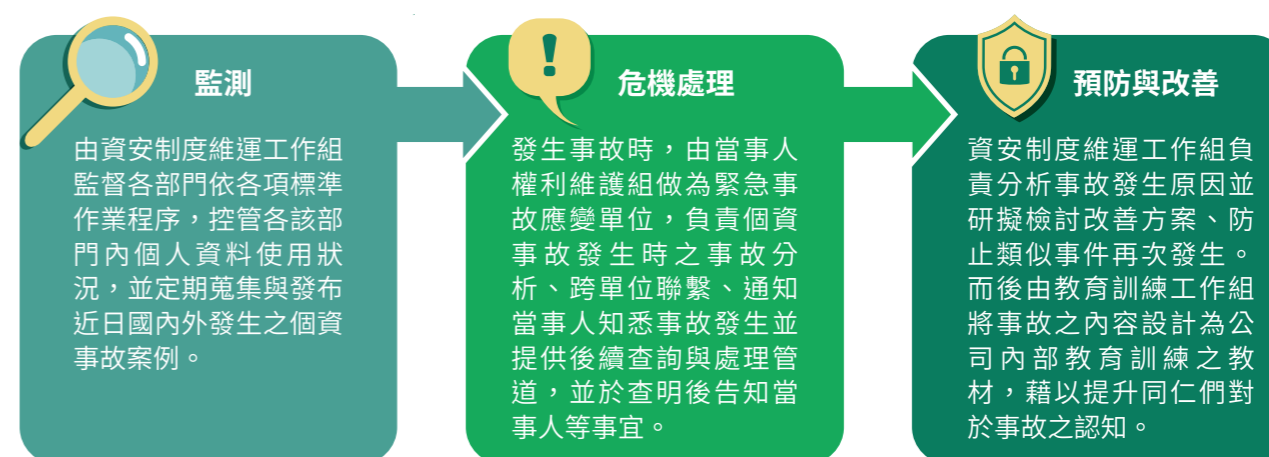 監測
由資安制度維運工作組
監督各部門依各項標準
作業程序，控管各該部
門內個人資料使用狀
況，並定期蒐集與發布
近日國內外發生之個資
事故案例。
!
危機處理
發生事故時，由當事人
權利維護組做為緊急事
故應變單位，負責個資
事故發生時之事故分
析、跨單位聯繫、通知
當事人知悉事故發生並
提供後續查詢與處理管
道，並於查明後告知當
事人等事宜。
預防與改善
資安制度維運工作組負
責分析事故發生原因並
研擬檢討改善方案、防
止類似事件再次發生。
而後由教育訓練工作組
將事故之內容設計為公
司內部教育訓練之教
材，藉以提升同仁們對
於事故之認知。